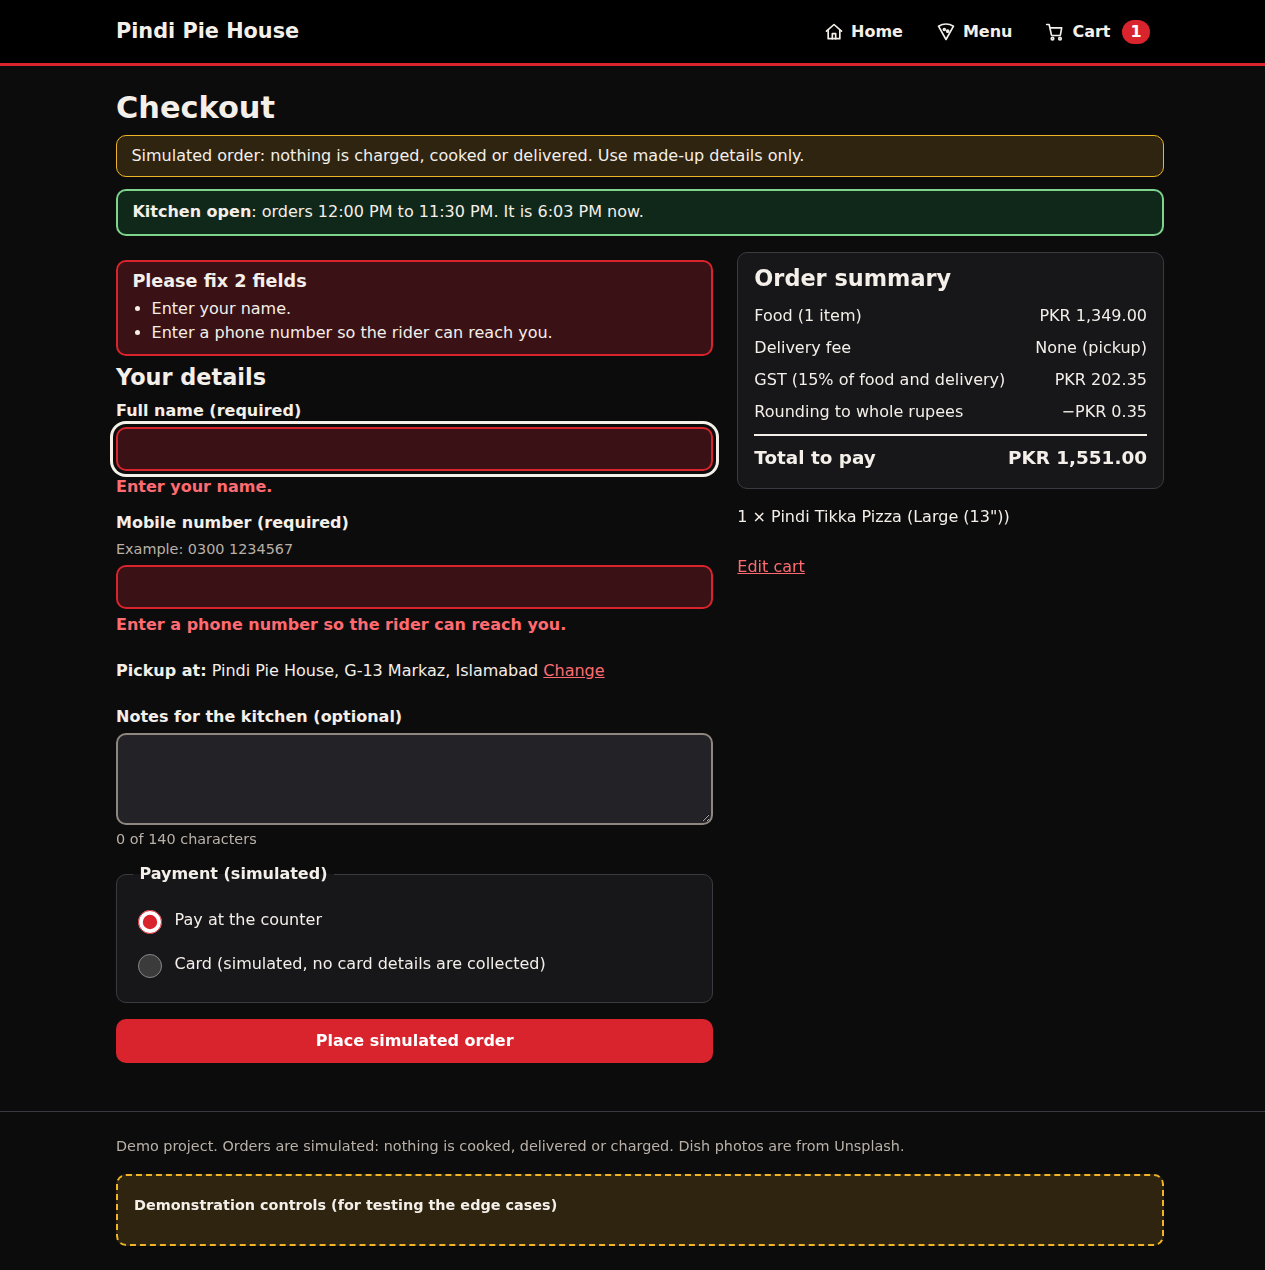 Pindi Pie House
Home
Menu
Cart 1
Checkout
Simulated order: nothing is charged, cooked or delivered. Use made-up details only.
Kitchen open: orders 12:00 PM to 11:30 PM. It is 6:03 PM now.
Please fix 2 fields
• Enter your name.
• Enter a phone number so the rider can reach you.
Your details
Full name (required)
Enter your name.
Mobile number (required)
Example: 0300 1234567
Enter a phone number so the rider can reach you.
Pickup at: Pindi Pie House, G-13 Markaz, Islamabad Change
Notes for the kitchen (optional)
0 of 140 characters
Payment (simulated)
Pay at the counter
Card (simulated, no card details are collected)
Place simulated order
Order summary
Food (1 item) PKR 1,349.00
Delivery fee None (pickup)
GST (15% of food and delivery) PKR 202.35
Rounding to whole rupees −PKR 0.35
Total to pay PKR 1,551.00
1 × Pindi Tikka Pizza (Large (13"))
Edit cart
Demo project. Orders are simulated: nothing is cooked, delivered or charged. Dish photos are from Unsplash.
Demonstration controls (for testing the edge cases)